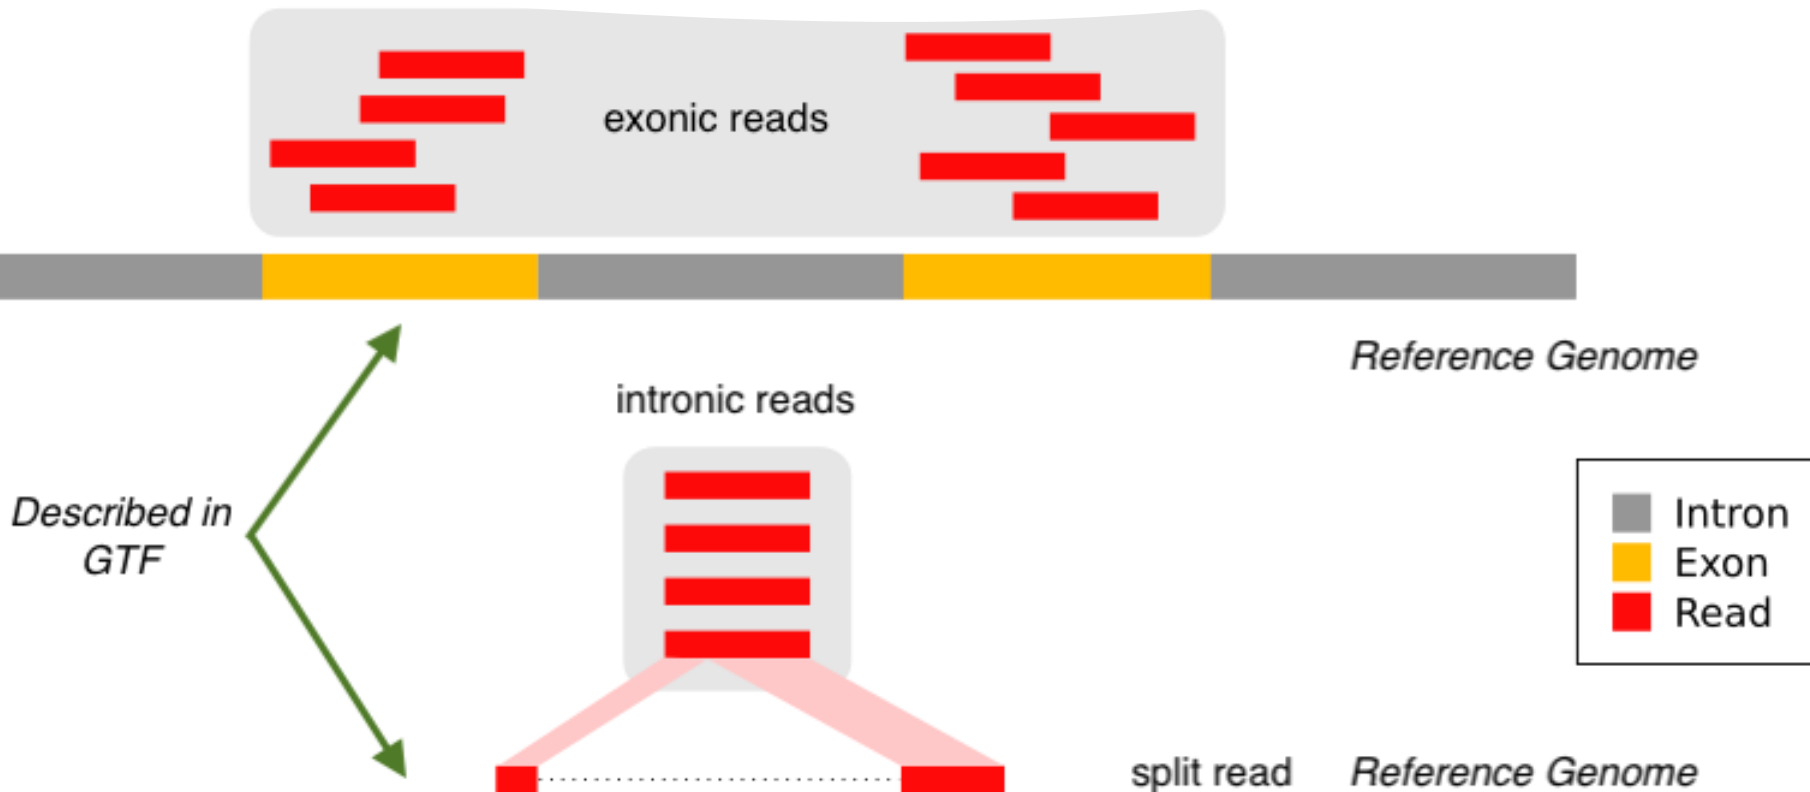 exonic reads
Reference Genome
intronic reads
Described in
GTF
Intron
Exon
Read
split read
Reference Genome